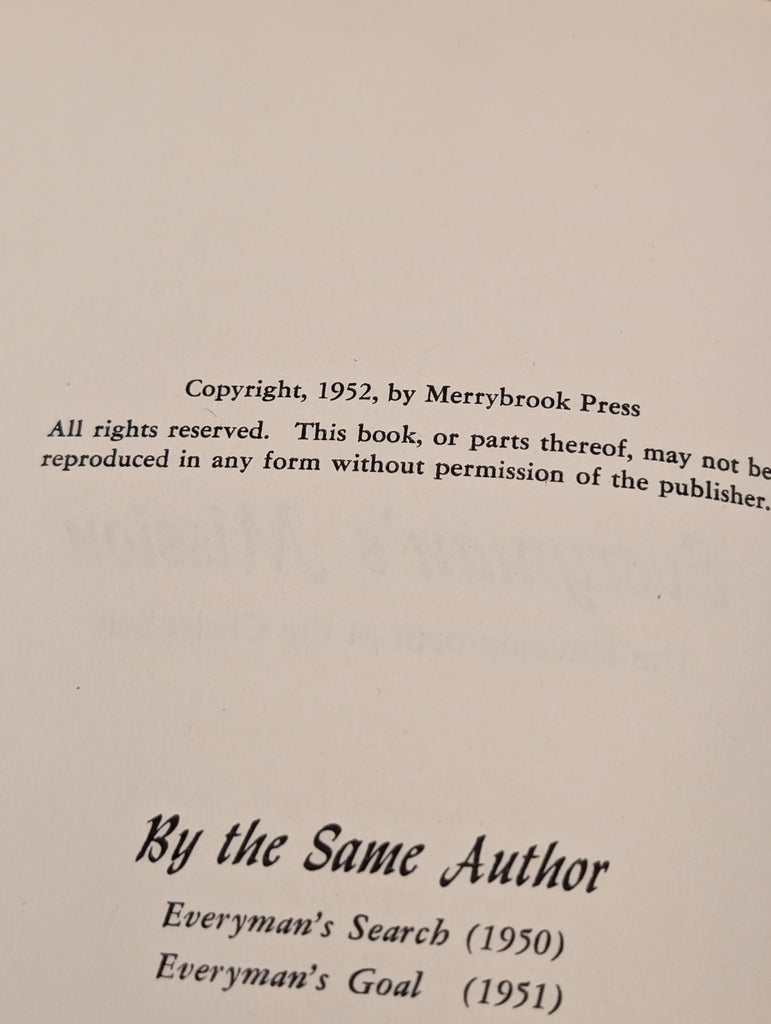 Copyright, 1952, by Merrybrook Press
All rights reserved. This book, or parts thereof, may not be
reproduced in any form without permission of the publisher.
By the Same Author
Everyman's Search (1950)
Everyman's Goal (1951)